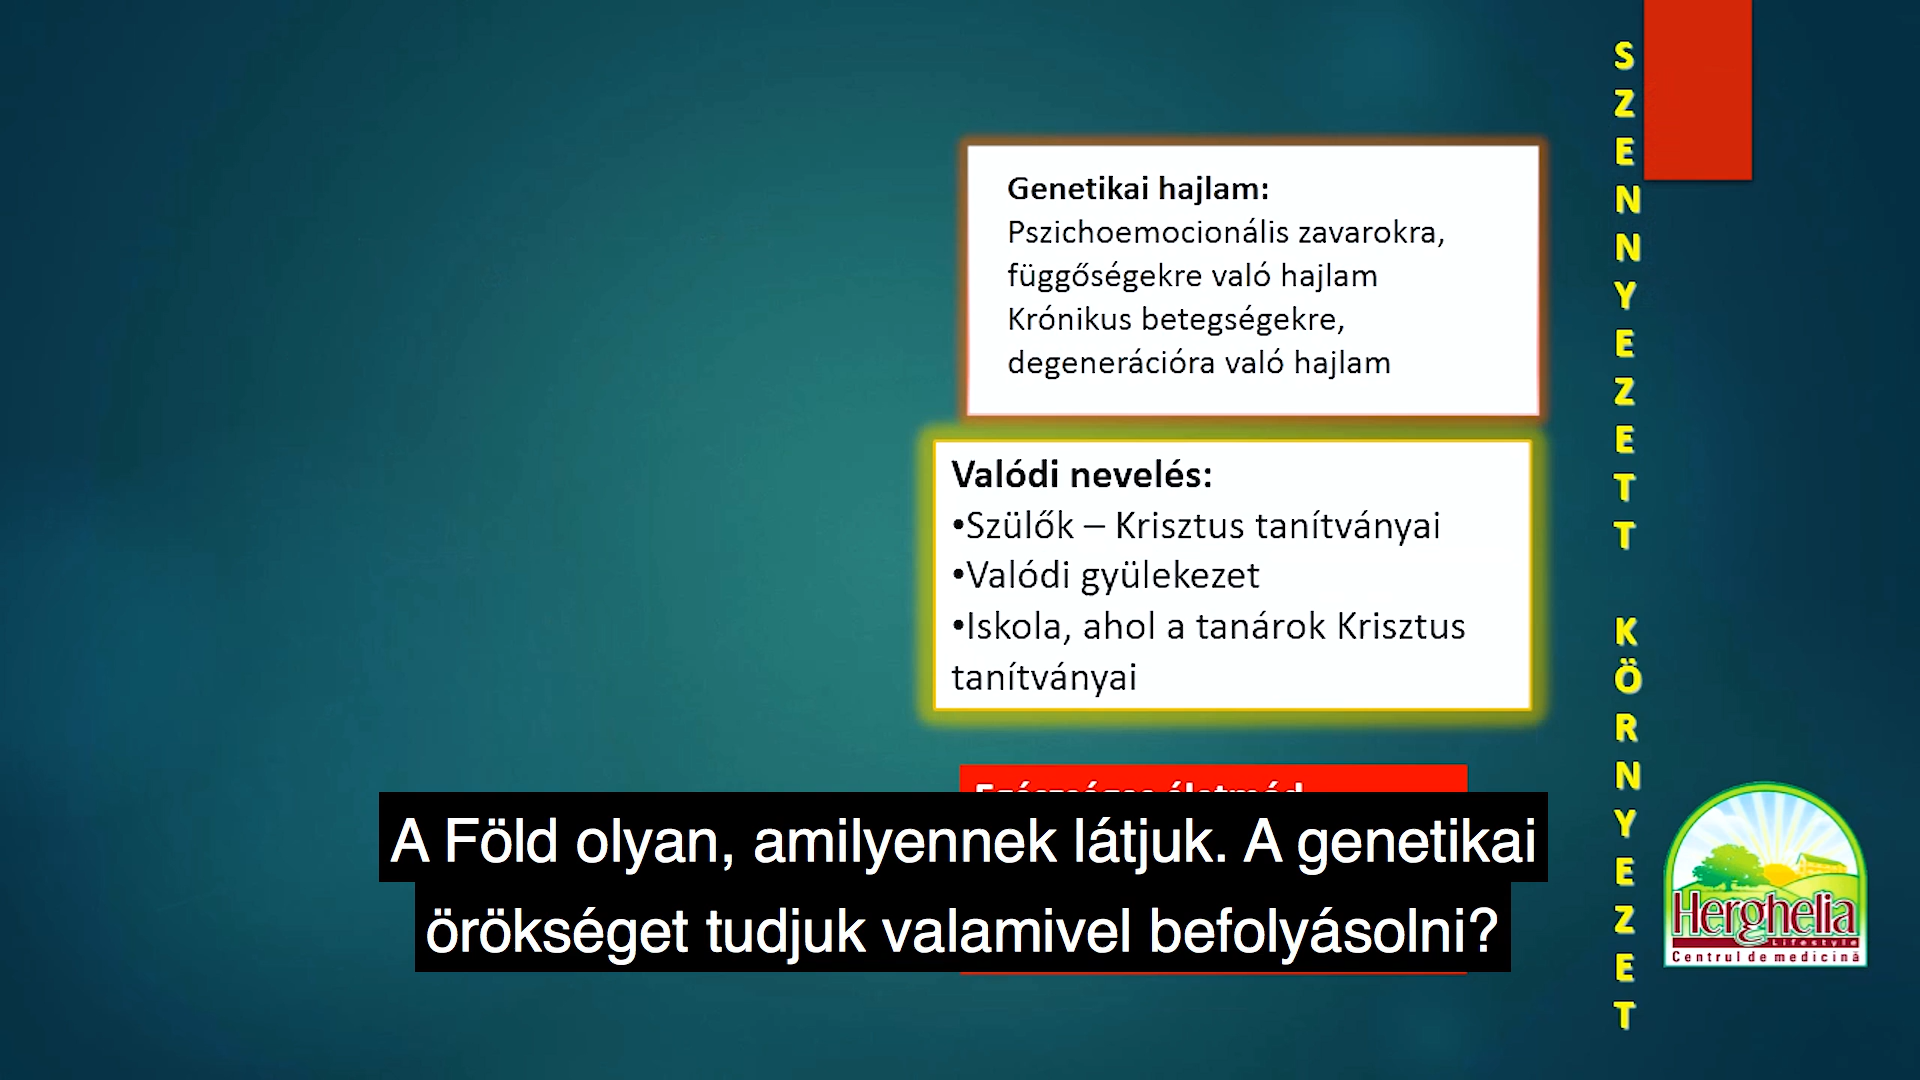 Genetikai hajlam:
Pszichoemocionális zavarokra,
függőségekre való hajlam
Krónikus betegségekre,
degenerációra való hajlam
Valódi nevelés:
•Szülők – Krisztus tanítványai
•Valódi gyülekezet
•Iskola, ahol a tanárok Krisztus
tanítványai
Egészséges életmód
A Föld olyan, amilyennek látjuk. A genetikai
örökséget tudjuk valamivel befolyásolni?
SZENNYEZETT KÖRNYEZET
Herghelia
Lifestyle
Centrul de medicină